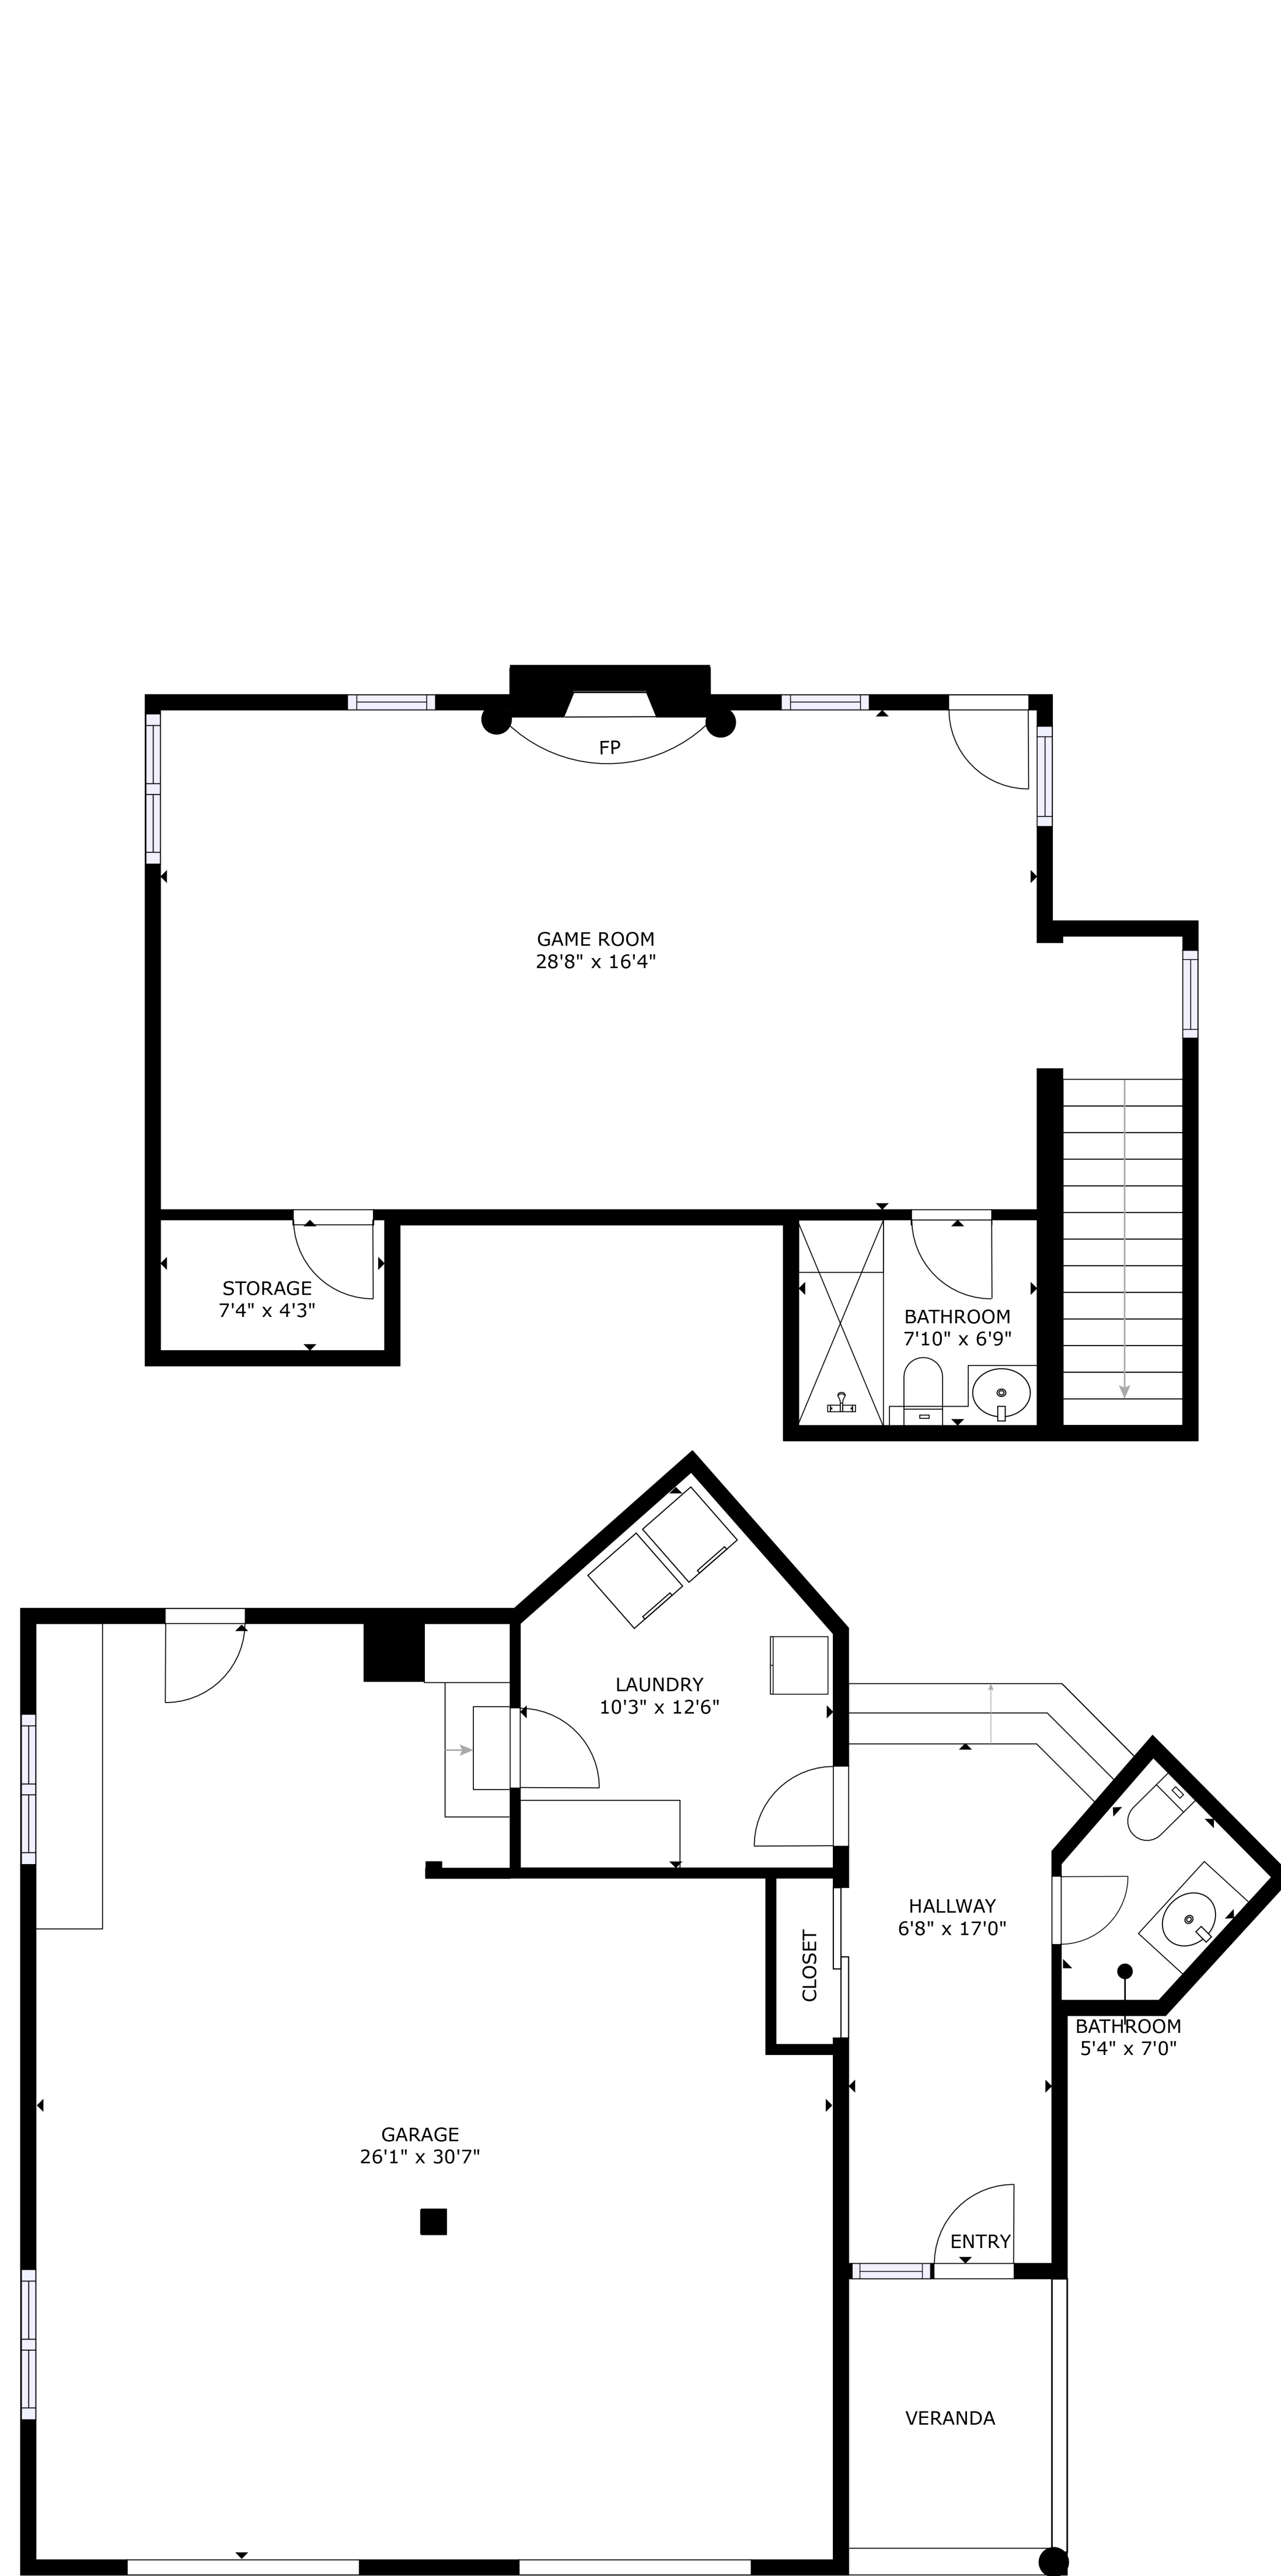 FP
GAME ROOM
28'8" x 16'4"
STORAGE
7'4" x 4'3"
BATHROOM
7'10" x 6'9"
LAUNDRY
10'3" x 12'6"
HALLWAY
6'8" x 17'0"
CLOSET
BATHROOM
5'4" x 7'0"
GARAGE
26'1" x 30'7"
ENTRY
VERANDA